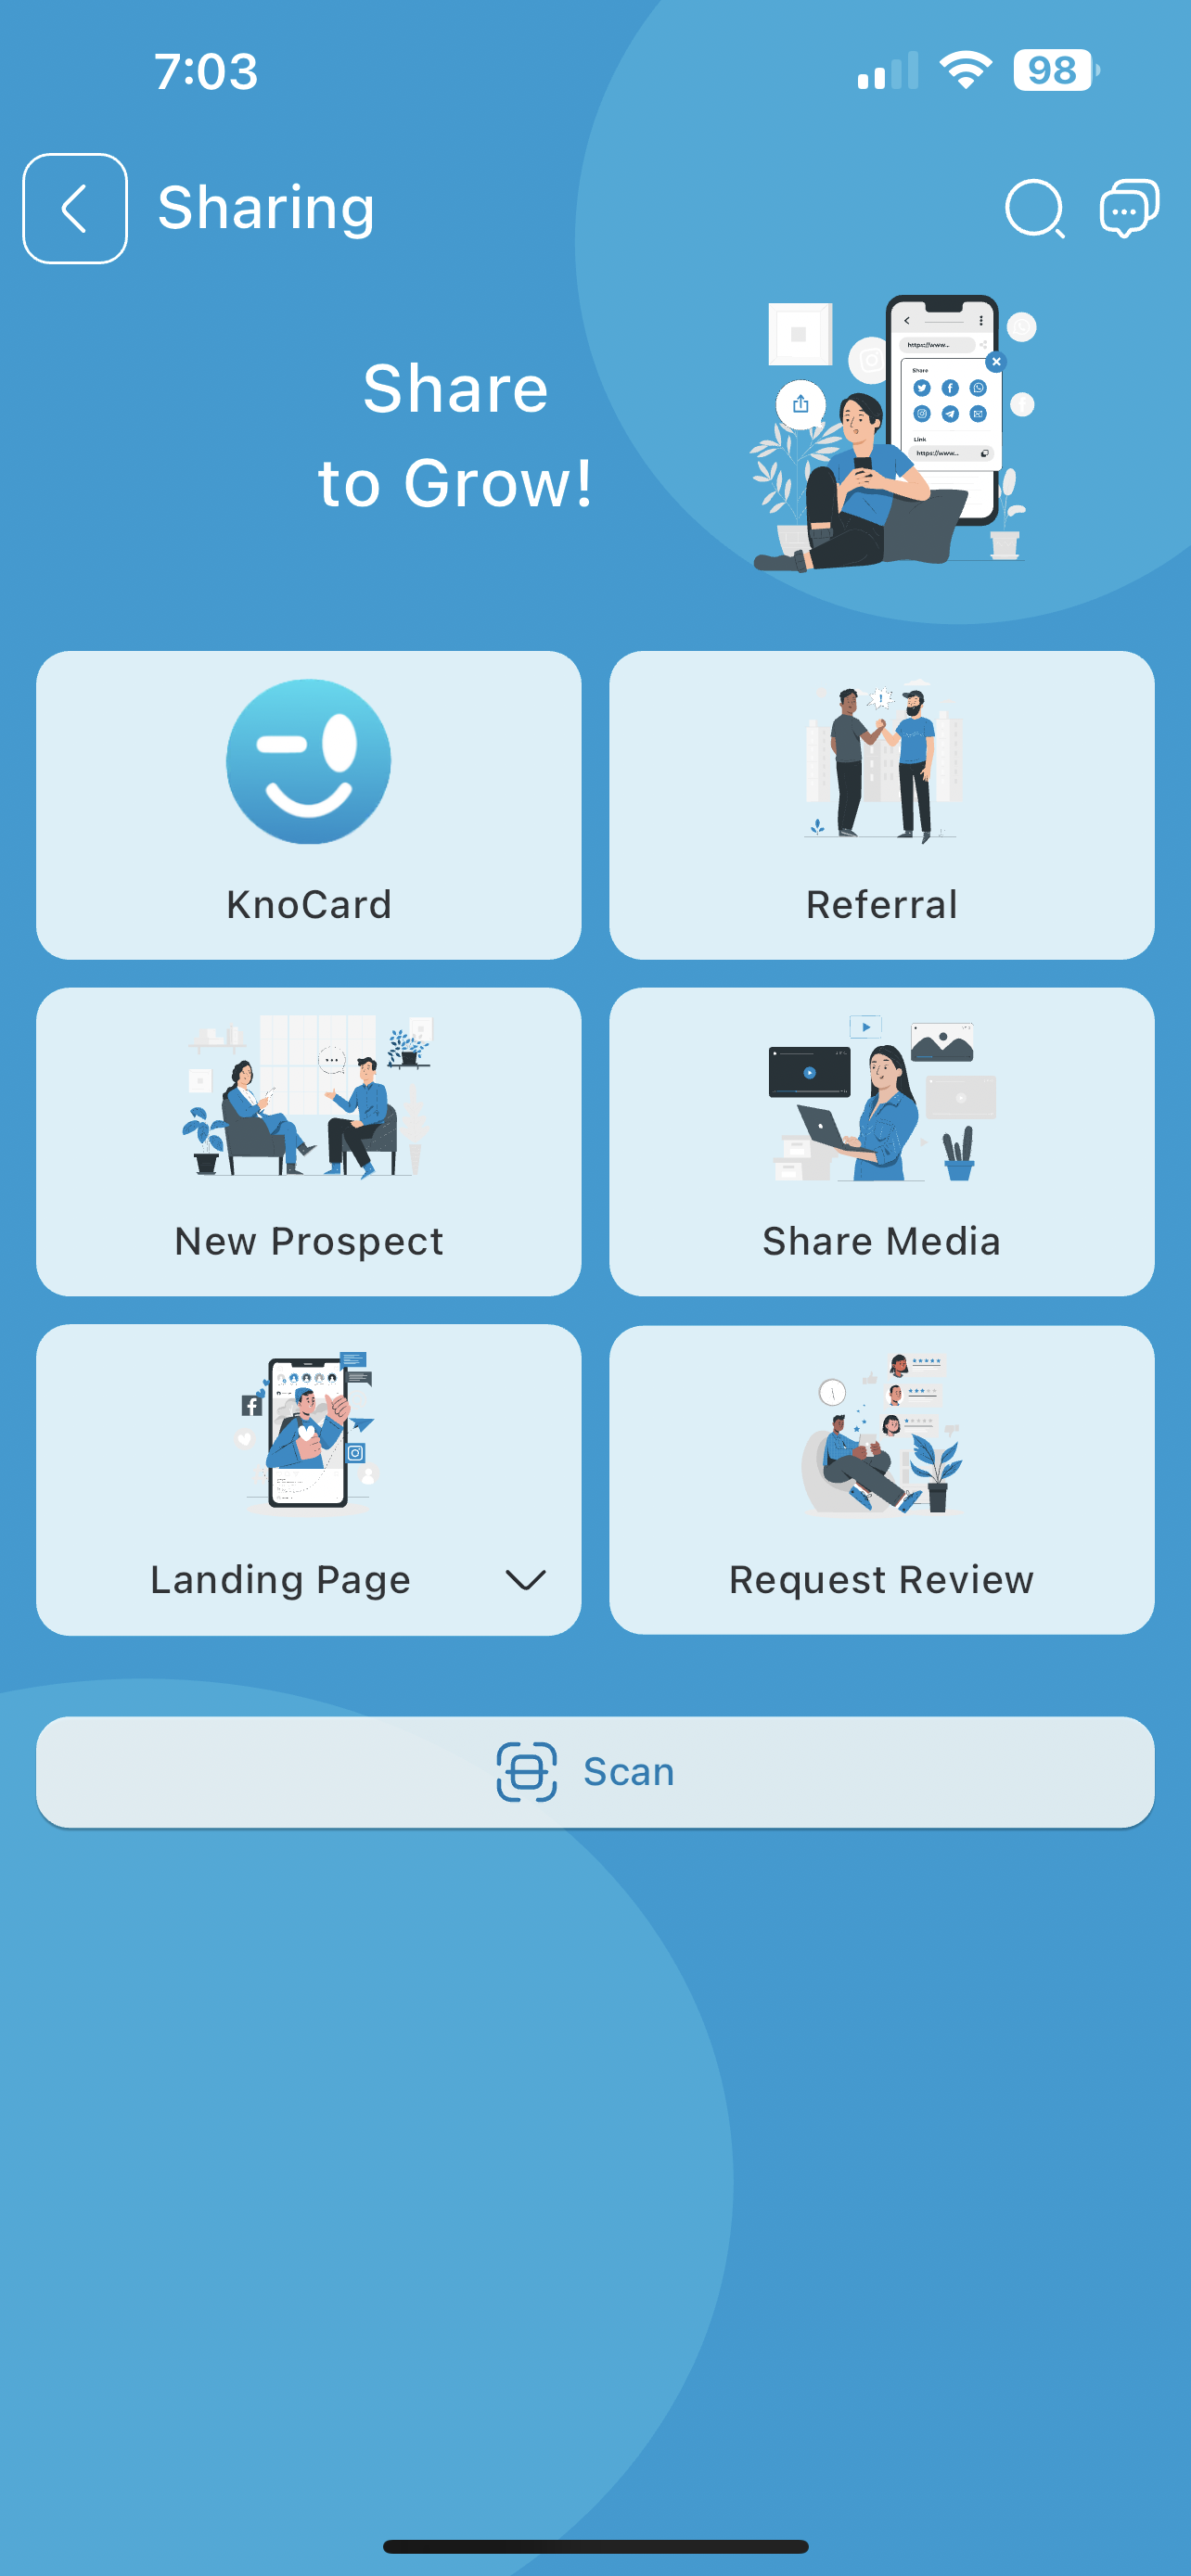 7:03
98
Sharing
Share
to Grow!
https://www...
Share
Link
https://www...
KnoCard
Referral
New Prospect
Share Media
Landing Page
Request Review
Scan